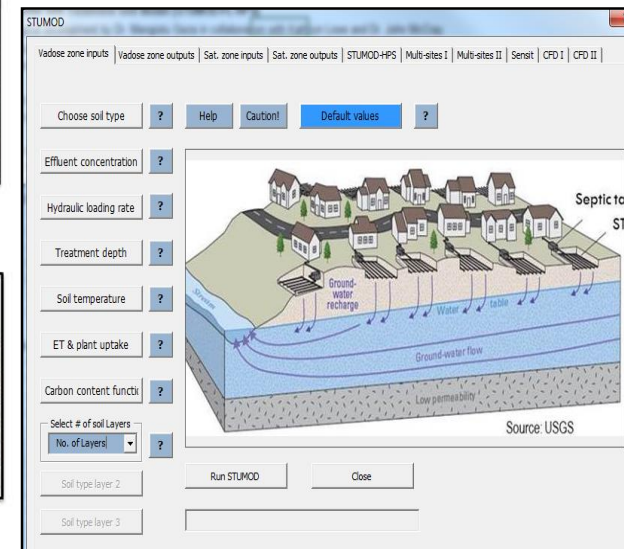 STUMOD
Vadose zone inputs | Vadose zone outputs | Sat. zone inputs | Sat. zone outputs | STUMOD-HPS | Multi-sites I | Multi-sites II | Sensit | CFD I | CFD II
Choose soil type ? Help Caution! Default values ?
Effluent concentration ?
Hydraulic loading rate ?
Treatment depth ?
Soil temperature ?
ET & plant uptake ?
Carbon content functi ?
Select # of soil Layers
No. of Layers ?
Soil type layer 2
Soil type layer 3
Septic ta
ST
Ground-
water
recharge
Stream
Water table
Ground-water flow
Low permeability
Source: USGS
Run STUMOD Close